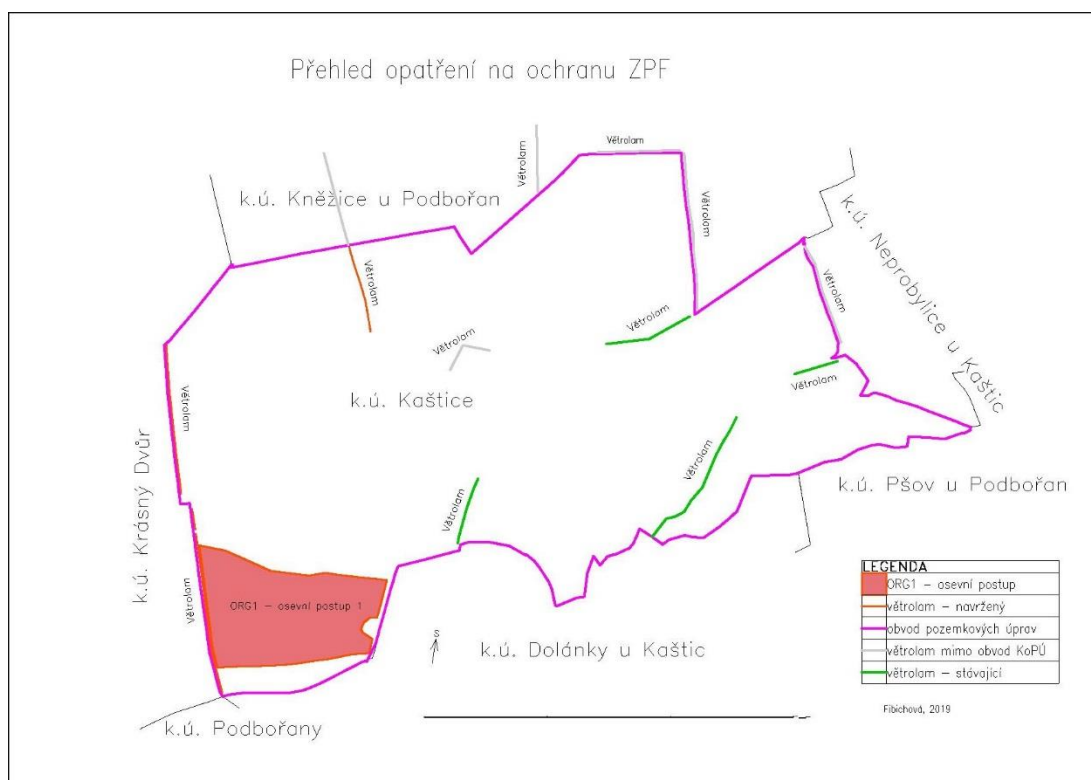 Přehled opatření na ochranu ZPF
Větrolam
Větrolam
k.ú. Kněžice u Podbořan
Větrolam
k.ú. Neprobylice u Kaštic
Větrolam
Větrolam
Větrolam
Větrolam
Větrolam
Větrolam
k.ú. Kaštice
k.ú. Krásný Dvůr
Větrolam
Větrolam
k.ú. Pšov u Podbořan
Větrolam
ORG1 – osevní postup 1
S
k.ú. Dolánky u Kaštic
k.ú. Podbořany
LEGENDA
ORG1 – osevní postup
větrolam – navržený
obvod pozemkových úprav
větrolam mimo obvod KoPÚ
větrolam – stávající
Fibichová, 2019